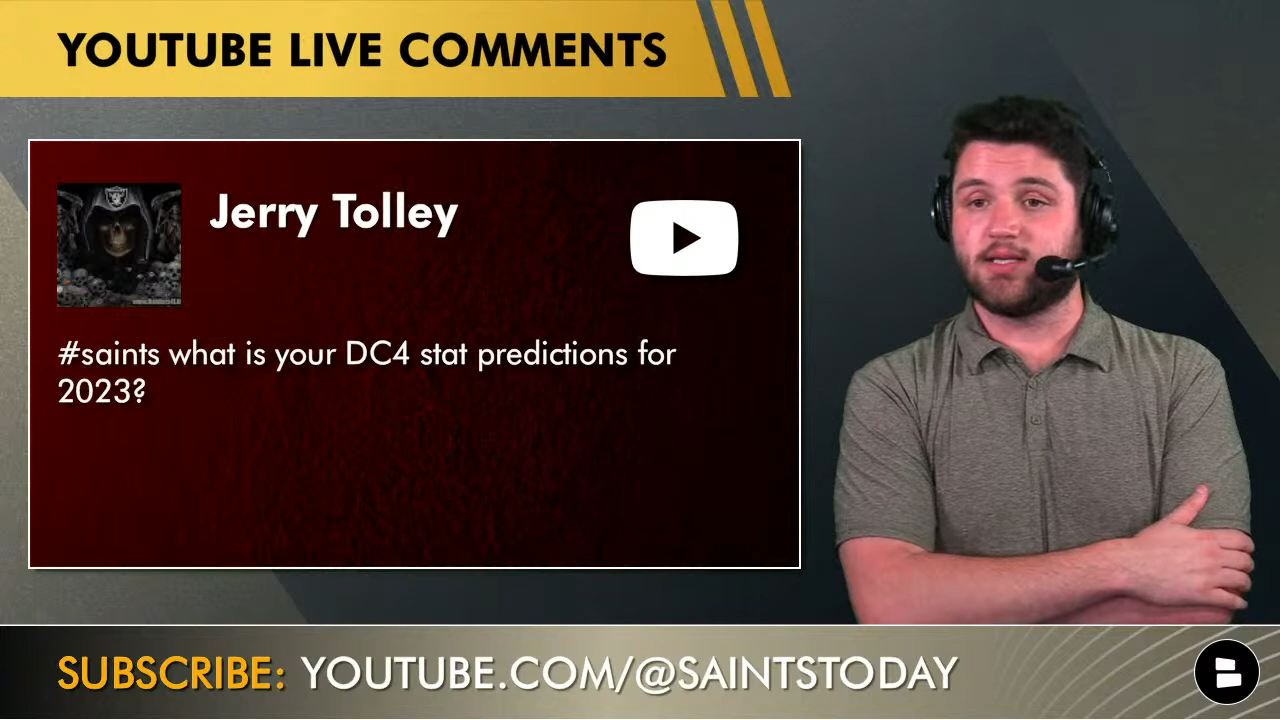 YOUTUBE LIVE COMMENTS
Jerry Tolley
#saints what is your DC4 stat predictions for
2023?
SUBSCRIBE: YOUTUBE.COM/@SAINTSTODAY